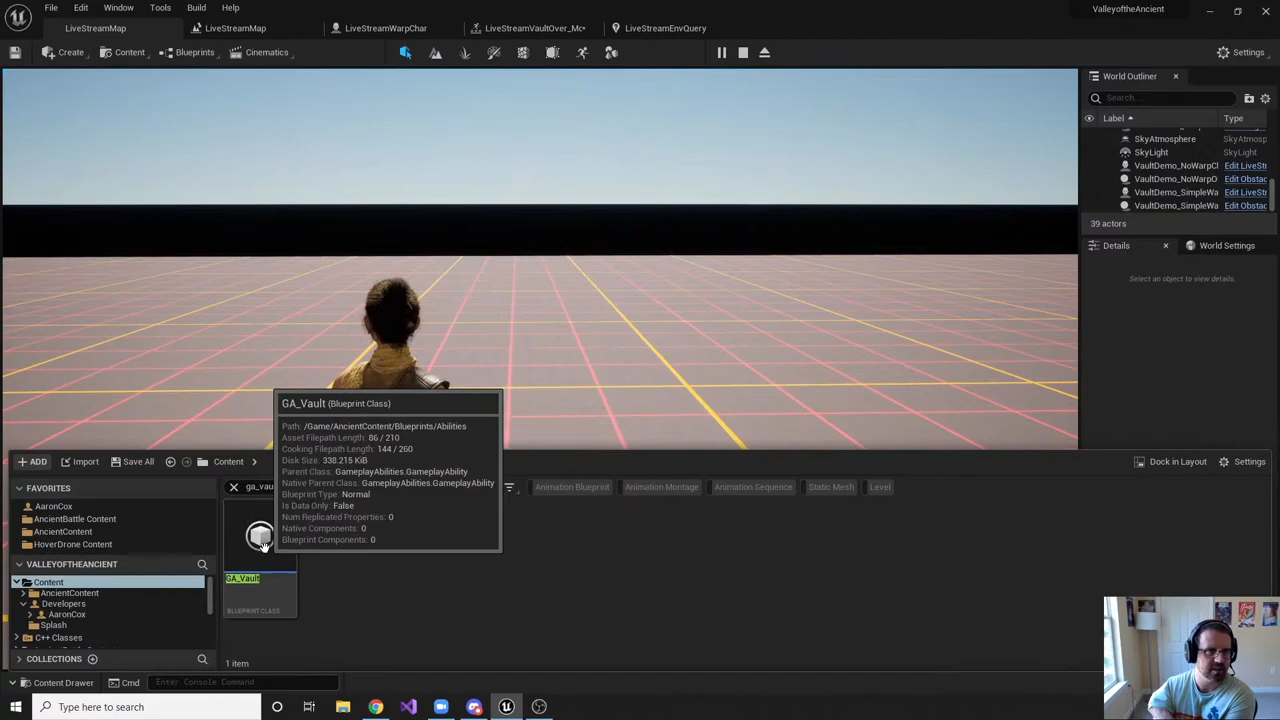 File Edit Window Tools Build Help
ValleyoftheAncient
LiveStreamMap
LiveStreamMap
LiveStreamWarpChar
LiveStreamVaultOver_Mc*
LiveStreamEnvQuery
Create
Content
Blueprints
Cinematics
Settings
World Outliner
Search...
Label
Type
SkyAtmosphere SkyAtmosp
SkyLight SkyLight
VaultDemo_NoWarpCl Edit LiveSt
VaultDemo_NoWarpO Edit Obstac
VaultDemo_SimpleWa Edit LiveSt
VaultDemo_SimpleWa Edit Obstac
39 actors
Details
World Settings
Select an object to view details.
GA_Vault (Blueprint Class)
Path: /Game/AncientContent/Blueprints/Abilities
Asset Filepath Length: 86 / 210
Cooking Filepath Length: 144 / 260
Disk Size: 338.215 KiB
Parent Class: GameplayAbilities.GameplayAbility
Native Parent Class: GameplayAbilities.GameplayAbility
Blueprint Type: Normal
Is Data Only: False
Num Replicated Properties: 0
Native Components: 0
Blueprint Components: 0
ADD
Import
Save All
Content
Dock in Layout
Settings
FAVORITES
AaronCox
AncientBattle Content
AncientContent
HoverDrone Content
VALLEYOFTHEANCIENT
Content
AncientContent
Developers
AaronCox
Splash
C++ Classes
COLLECTIONS
ga_vau
Animation Blueprint
Animation Montage
Animation Sequence
Static Mesh
Level
GA_Vault
BLUEPRINT CLASS
1 item
Content Drawer
Cmd
Enter Console Command
Type here to search